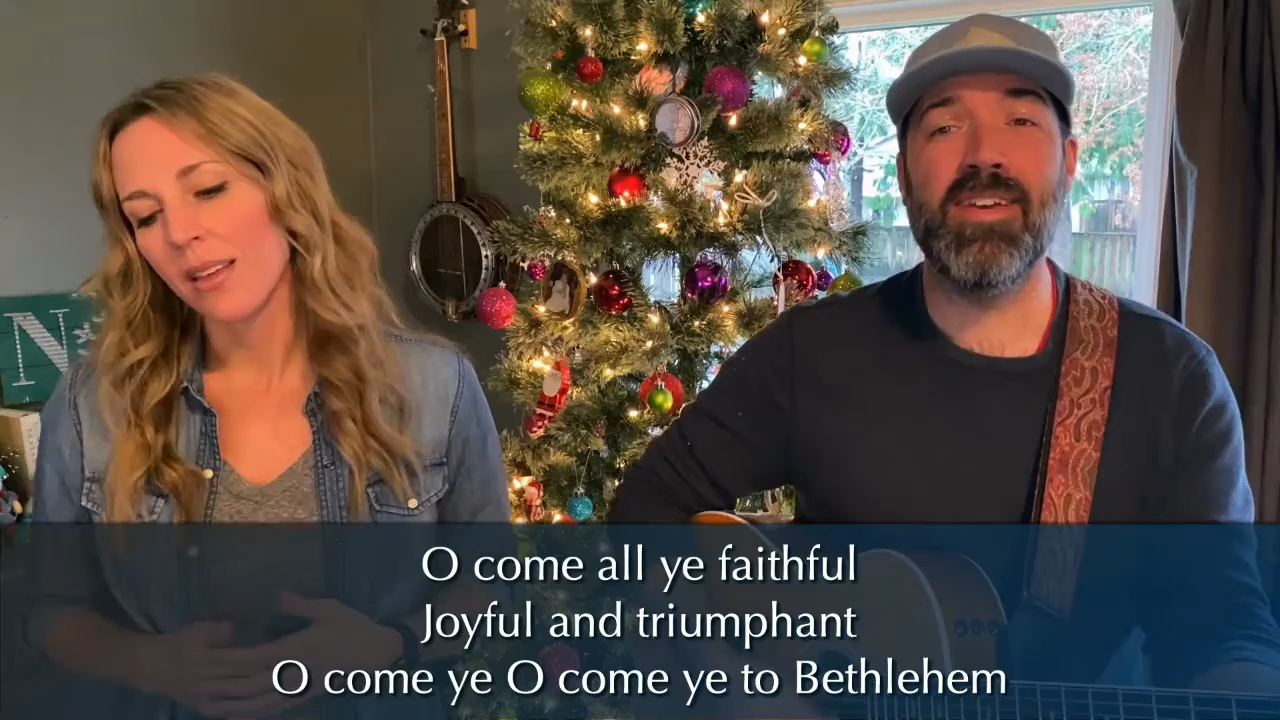 N
O come all ye faithful
Joyful and triumphant
O come ye O come ye to Bethlehem